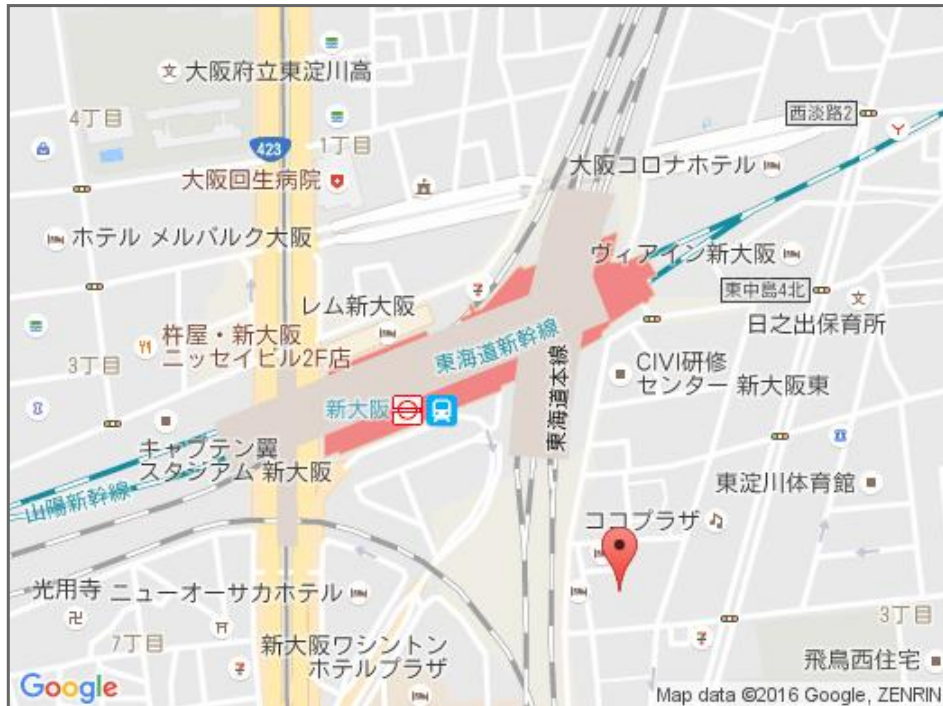 大阪府立東淀川高
4丁目
西淡路2
423
1丁目
大阪コロナホテル
大阪回生病院
ホテル メルパルク大阪
ヴィアイン新大阪
東中島4北
レム新大阪
日之出保育所
杵屋・新大阪
ニッセイビル2F店
東海道新幹線
3丁目
CIVI研修
センター 新大阪東
新大阪
東海道本線
キャプテン翼
スタジアム 新大阪
東淀川体育館
山陽新幹線
ココプラザ
光用寺
ニューオーサカホテル
3丁目
7丁目
新大阪ワシントン
ホテルプラザ
飛鳥西住宅
Google
Map data ©2016 Google, ZENRIN